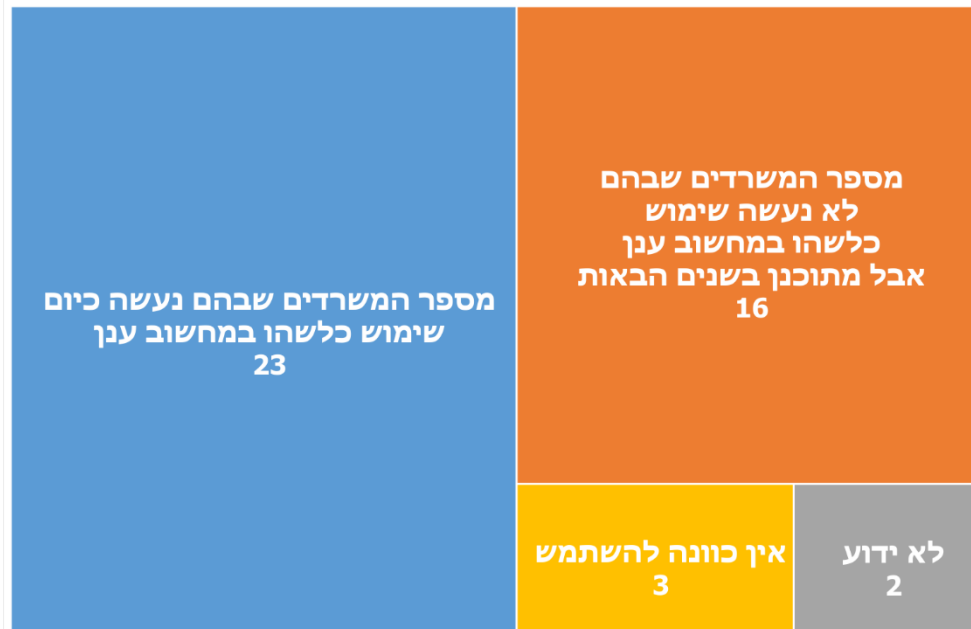 מספר המשרדים שבהם
לא נעשה שימוש
כלשהו במחשוב ענן
אבל מתוכנן בשנים הבאות
16
מספר המשרדים שבהם נעשה כיום
שימוש כלשהו במחשוב ענן
23
לא ידוע
2
אין כוונה להשתמש
3